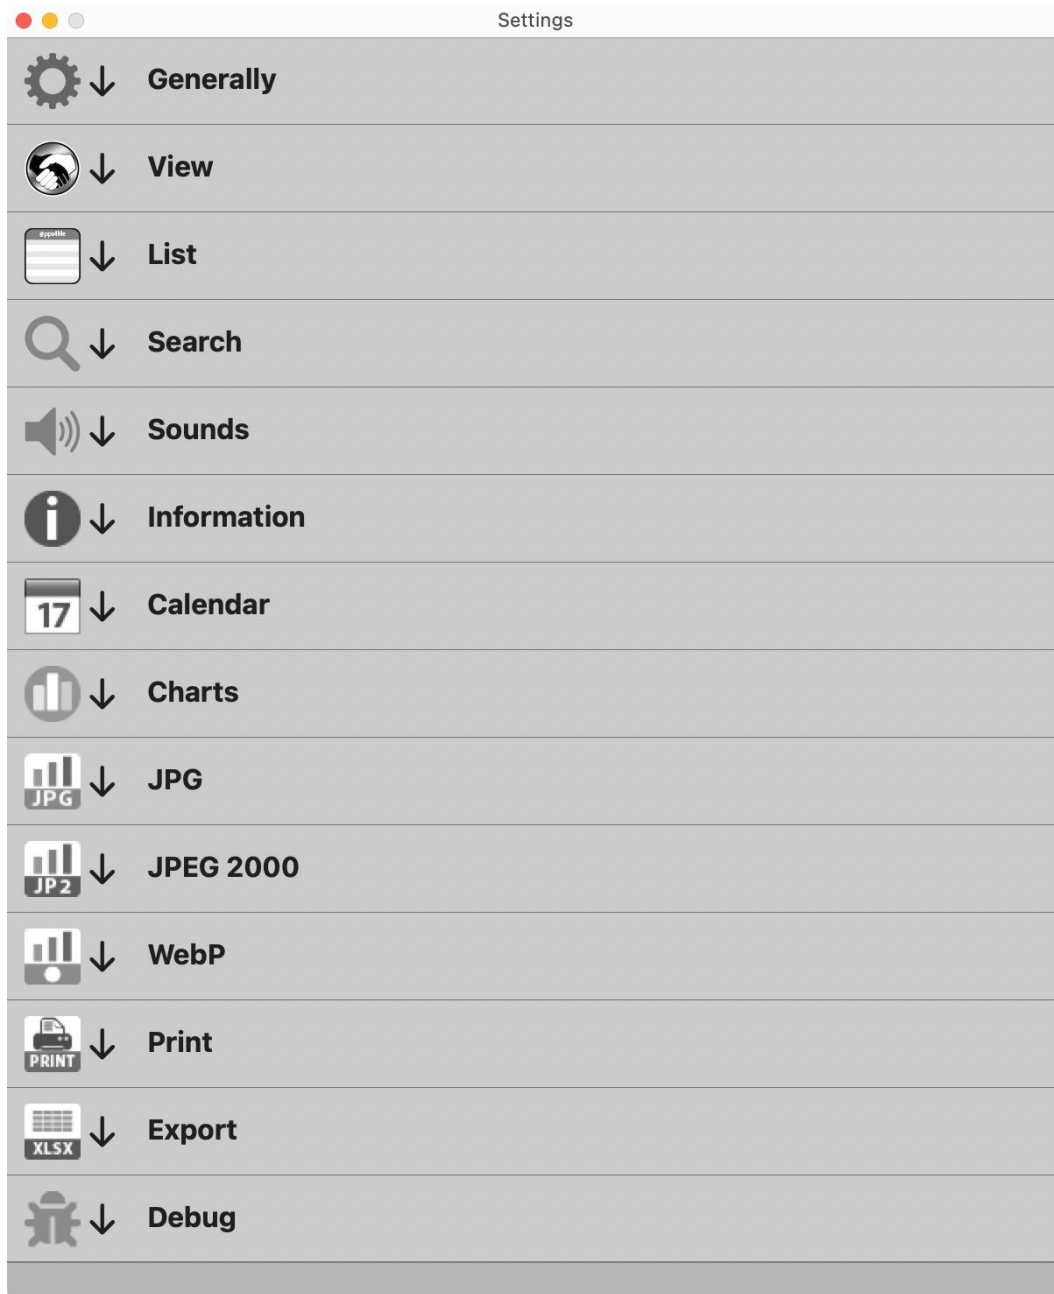 Settings
Generally
View
@pps4Me
List
Search
Sounds
Information
17
Calendar
Charts
JPG
JPG
JP2
JPEG 2000
WebP
PRINT
Print
XLSX
Export
Debug